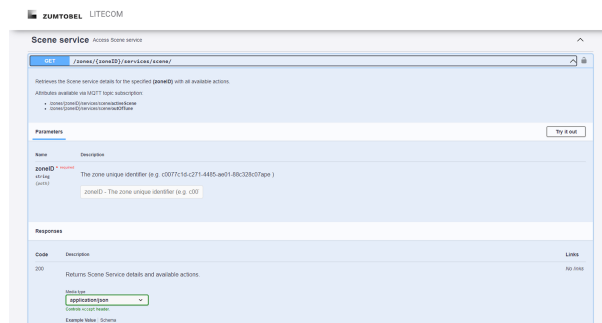 ZUMTOBEL LITECOM
Scene service Access Scene service
GET /zones/{zoneID}/services/scene/
Retrieves the Scene service details for the specified {zoneID} with all available actions.
Attributes available via MQTT topic subscription:
/zones/{zoneID}/services/scene/activeScene
/zones/{zoneID}/services/scene/outOfTune
Parameters
Try it out
Name Description
zoneID * required
string
(path)
The zone unique identifier (e.g. c0077c1d-c271-4485-ae01-88c328c07ape )
zoneID - The zone unique identifier (e.g. c00
Responses
Code Description Links
200
Returns Scene Service details and available actions.
No links
Media type
application/json
Controls Accept header.
Example Value Schema